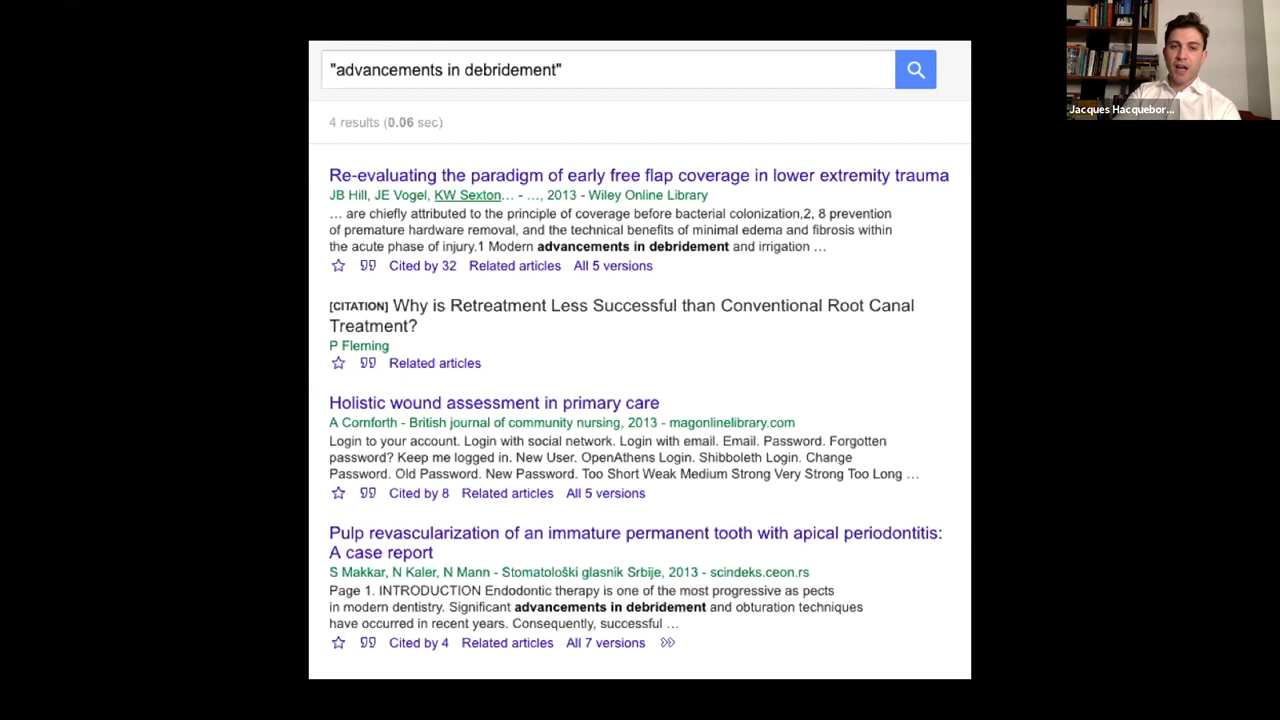 "advancements in debridement"
4 results (0.06 sec)
Re-evaluating the paradigm of early free flap coverage in lower extremity trauma
JB Hill, JE Vogel, KW Sexton… - …, 2013 - Wiley Online Library
… are chiefly attributed to the principle of coverage before bacterial colonization,2, 8 prevention
of premature hardware removal, and the technical benefits of minimal edema and fibrosis within
the acute phase of injury.1 Modern advancements in debridement and irrigation …
Cited by 32 Related articles All 5 versions
[CITATION] Why is Retreatment Less Successful than Conventional Root Canal
Treatment?
P Fleming
Related articles
Holistic wound assessment in primary care
A Cornforth - British journal of community nursing, 2013 - magonlinelibrary.com
Login to your account. Login with social network. Login with email. Email. Password. Forgotten
password? Keep me logged in. New User. OpenAthens Login. Shibboleth Login. Change
Password. Old Password. New Password. Too Short Weak Medium Strong Very Strong Too Long …
Cited by 8 Related articles All 5 versions
Pulp revascularization of an immature permanent tooth with apical periodontitis:
A case report
S Makkar, N Kaler, N Mann - Stomatološki glasnik Srbije, 2013 - scindeks.ceon.rs
Page 1. INTRODUCTION Endodontic therapy is one of the most progressive as pects
in modern dentistry. Significant advancements in debridement and obturation techniques
have occurred in recent years. Consequently, successful …
Cited by 4 Related articles All 7 versions
Jacques Hacquebor...